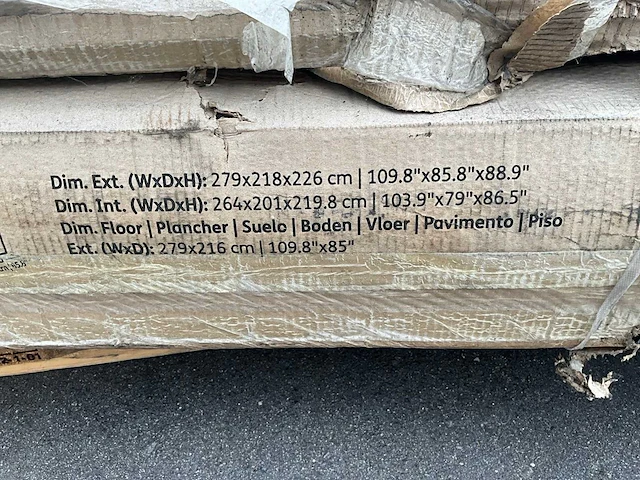 Dim. Ext. (WxDxH): 279x218x226 cm | 109.8"x85.8"x88.9"
Dim. Int. (WxDxH): 264x201x219.8 cm | 103.9"x79"x86.5"
Dim. Floor | Plancher | Suelo | Boden | Vloer | Pavimento | Piso
Ext. (WxD): 279x216 cm | 109.8"x85"